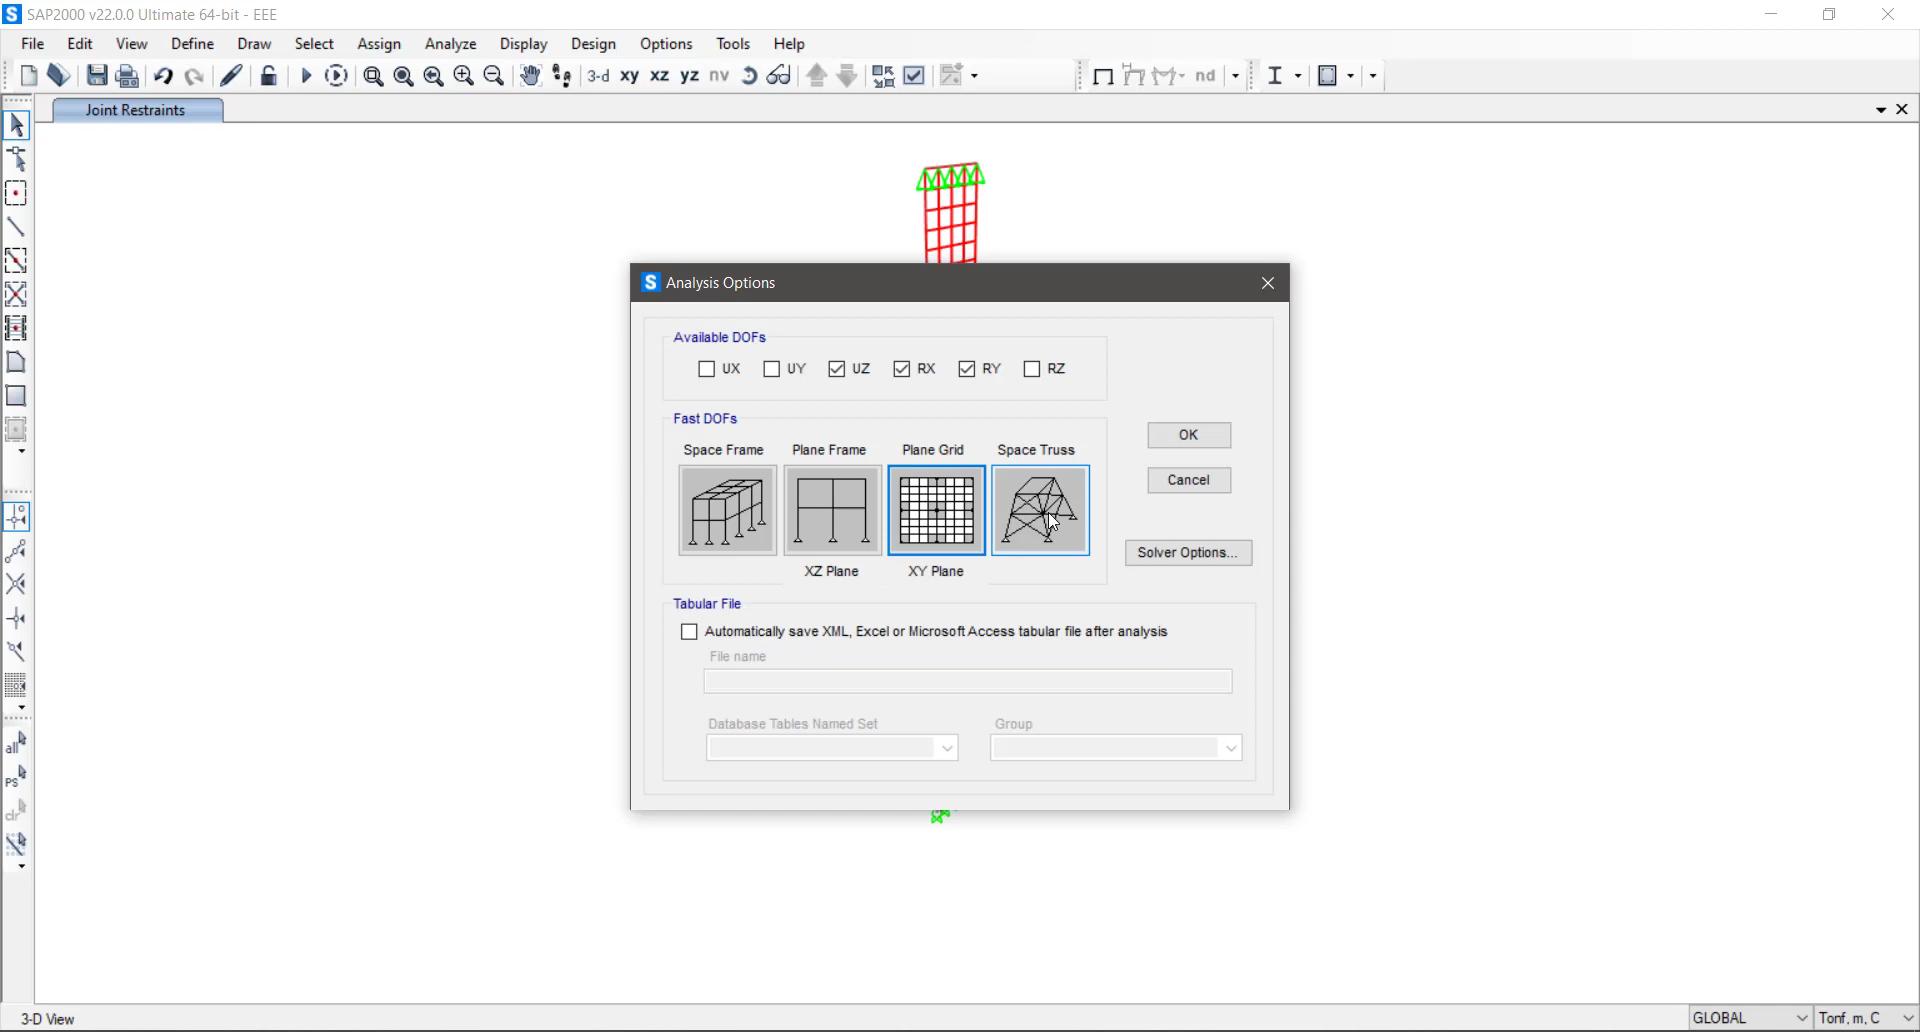 SAP2000 v22.0.0 Ultimate 64-bit - EEE
File Edit View Define Draw Select Assign Analyze Display Design Options Tools Help
3-d xy xz yz nv nd
Joint Restraints
Analysis Options
Available DOFs
UX UY UZ RX RY RZ
Fast DOFs
Space Frame Plane Frame Plane Grid Space Truss
XZ Plane XY Plane
OK
Cancel
Solver Options...
Tabular File
Automatically save XML, Excel or Microsoft Access tabular file after analysis
File name
Database Tables Named Set Group
all
PS
clr
3-D View
GLOBAL Tonf, m, C